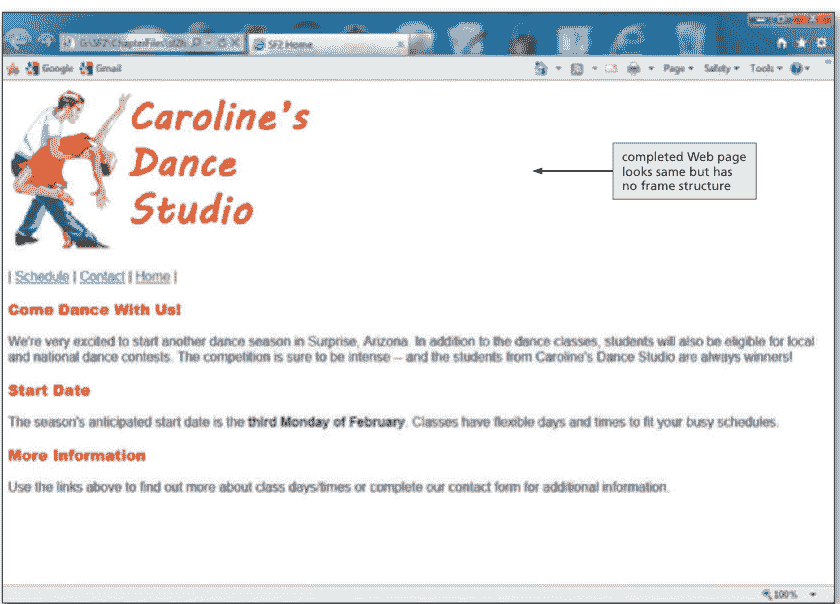 SF2 Home
Google Gmail
Page Safety Tools
Caroline's
Dance
Studio
completed Web page
looks same but has
no frame structure
| Schedule | Contact | Home |
Come Dance With Us!
We're very excited to start another dance season in Surprise, Arizona. In addition to the dance classes, students will also be eligible for local
and national dance contests. The competition is sure to be intense – and the students from Caroline's Dance Studio are always winners!
Start Date
The season's anticipated start date is the third Monday of February. Classes have flexible days and times to fit your busy schedules.
More Information
Use the links above to find out more about class days/times or complete our contact form for additional information.
100%